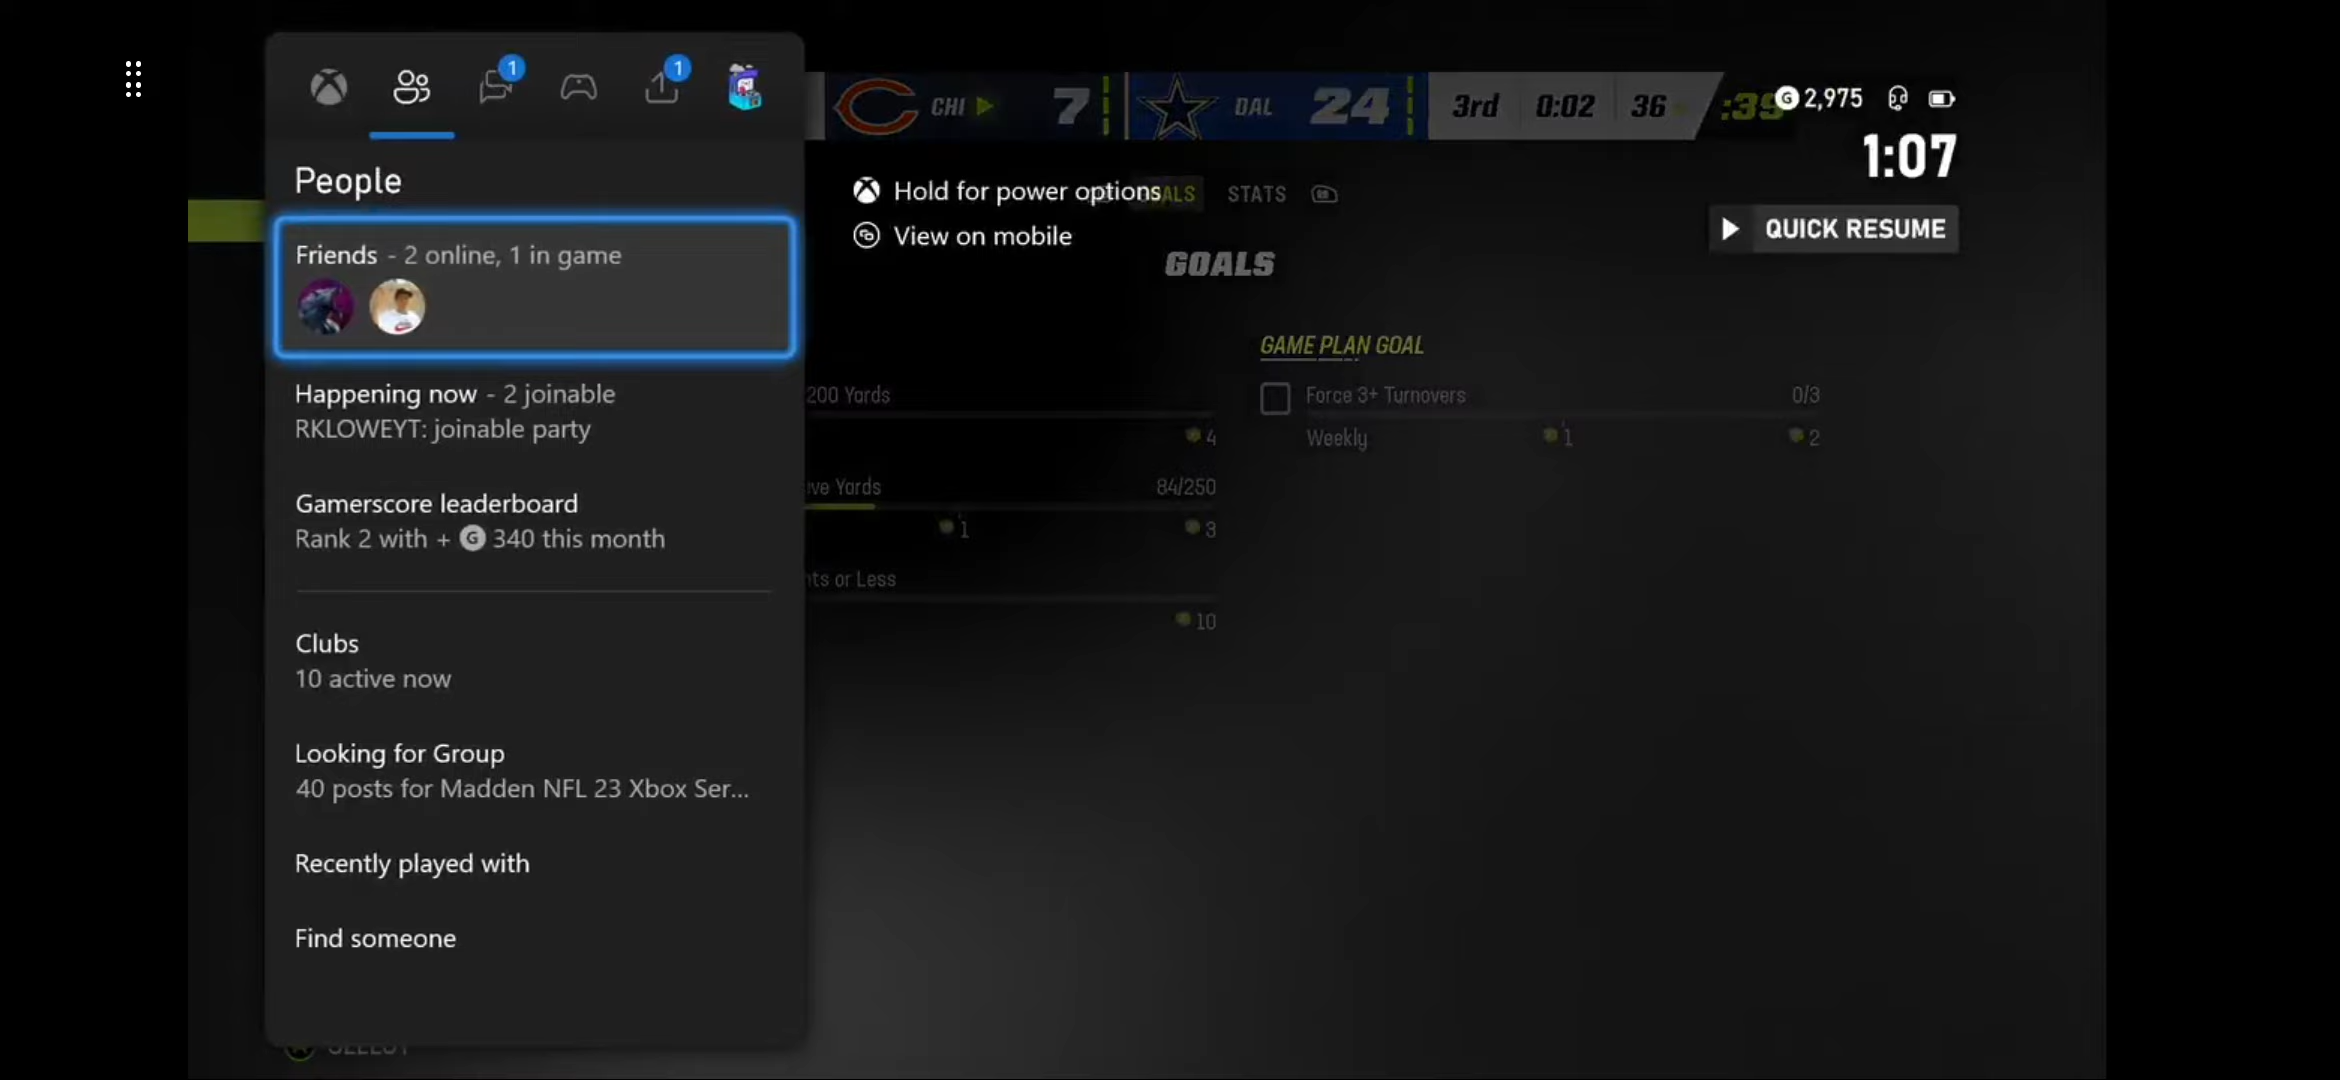 1
1
CHI
7
DAL
24
3rd
0:02
36
:39
2,975
1:07
QUICK RESUME
People
Hold for power options
View on mobile
STATS
GOALS
Friends - 2 online, 1 in game
Happening now - 2 joinable
RKLOWEYT: joinable party
Gamerscore leaderboard
Rank 2 with + G 340 this month
Clubs
10 active now
Looking for Group
40 posts for Madden NFL 23 Xbox Ser...
Recently played with
Find someone
200 Yards
4
84/250
1
3
or Less
10
GAME PLAN GOAL
Force 3+ Turnovers
0/3
Weekly
1
2
SELECT